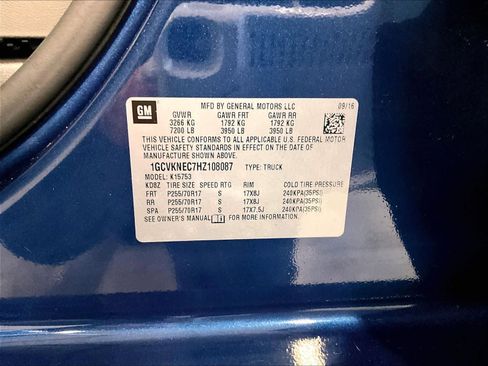 GM
MFD BY GENERAL MOTORS LLC 09/16
GVWR GAWR FRT GAWR RR
3266 KG 1792 KG 1792 KG
7200 LB 3950 LB 3950 LB
THIS VEHICLE CONFORMS TO ALL APPLICABLE U.S. FEDERAL MOTOR
VEHICLE SAFETY STANDARDS IN EFFECT ON THE DATE OF
MANUFACTURE SHOWN ABOVE.
1GCVKNEC7HZ108087 TYPE: TRUCK
MODEL: K15753
KD8Z TIRE SIZE SPEED RTG RIM COLD TIRE PRESSURE
FRT P255/70R17 S 17X8J 240KPA(35PSI)
RR P255/70R17 S 17X8J 240KPA(35PSI)
SPA P255/70R17 S 17X7.5J 240KPA(35PSI)
SEE OWNER'S MANUAL FOR MORE INFORMATION.